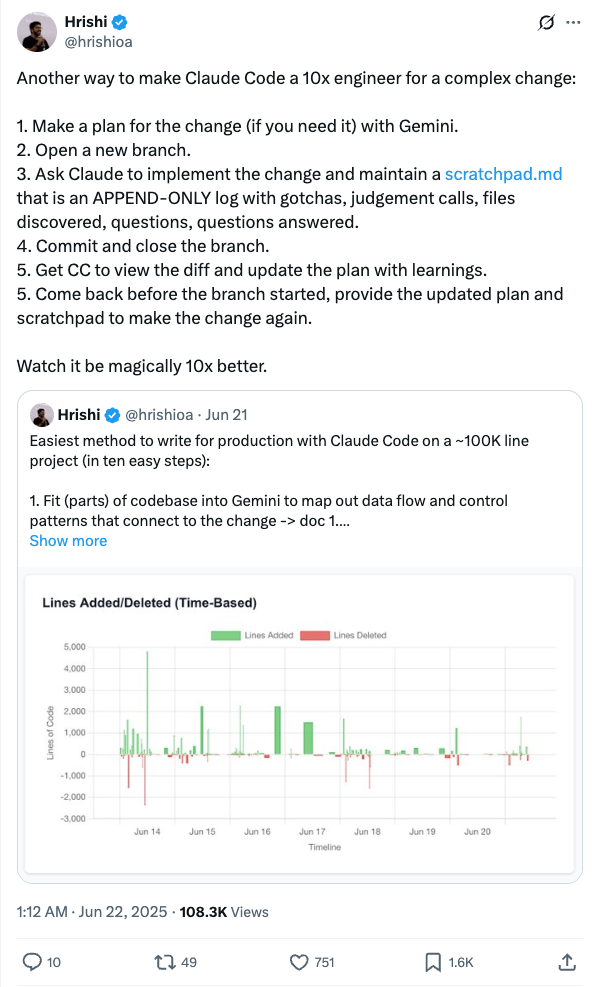 Hrishi
@hrishioa
Another way to make Claude Code a 10x engineer for a complex change:
1. Make a plan for the change (if you need it) with Gemini.
2. Open a new branch.
3. Ask Claude to implement the change and maintain a scratchpad.md
that is an APPEND-ONLY log with gotchas, judgement calls, files
discovered, questions, questions answered.
4. Commit and close the branch.
5. Get CC to view the diff and update the plan with learnings.
5. Come back before the branch started, provide the updated plan and
scratchpad to make the change again.
Watch it be magically 10x better.
Hrishi @hrishioa · Jun 21
Easiest method to write for production with Claude Code on a ~100K line
project (in ten easy steps):
1. Fit (parts) of codebase into Gemini to map out data flow and control
patterns that connect to the change -> doc 1....
Show more
Lines Added/Deleted (Time-Based)
Lines Added Lines Deleted
Lines of Code
5,000
4,000
3,000
2,000
1,000
0
-1,000
-2,000
-3,000
Jun 14 Jun 15 Jun 16 Jun 17 Jun 18 Jun 19 Jun 20
Timeline
1:12 AM · Jun 22, 2025 · 108.3K Views
10 49 751 1.6K